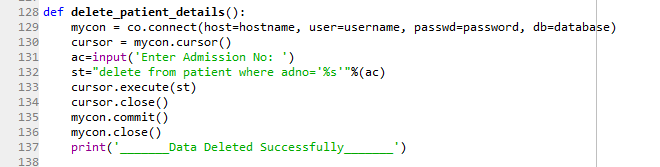 128 def delete_patient_details():
129     mycon = co.connect(host=hostname, user=username, passwd=password, db=database)
130     cursor = mycon.cursor()
131     ac=input('Enter Admission No: ')
132     st="delete from patient where adno='%s'"%(ac)
133     cursor.execute(st)
134     cursor.close()
135     mycon.commit()
136     mycon.close()
137     print('_______Data Deleted Successfully_______')
138